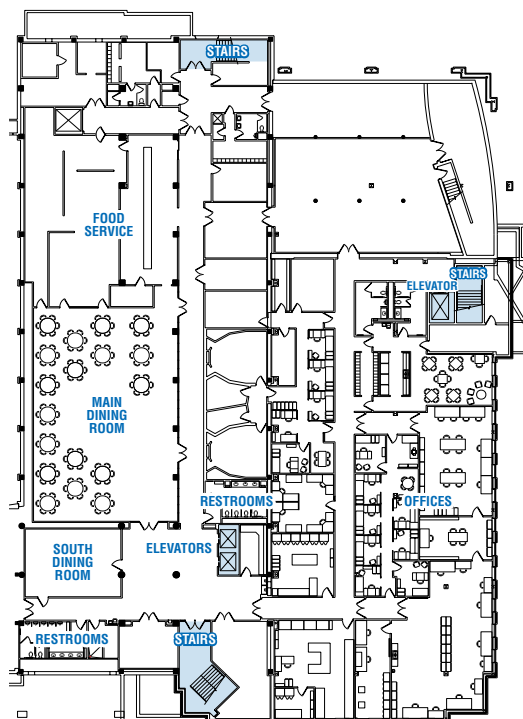 STAIRS
FOOD
SERVICE
STAIRS
ELEVATOR
MAIN
DINING
ROOM
RESTROOMS
OFFICES
ELEVATORS
SOUTH
DINING
ROOM
RESTROOMS
STAIRS